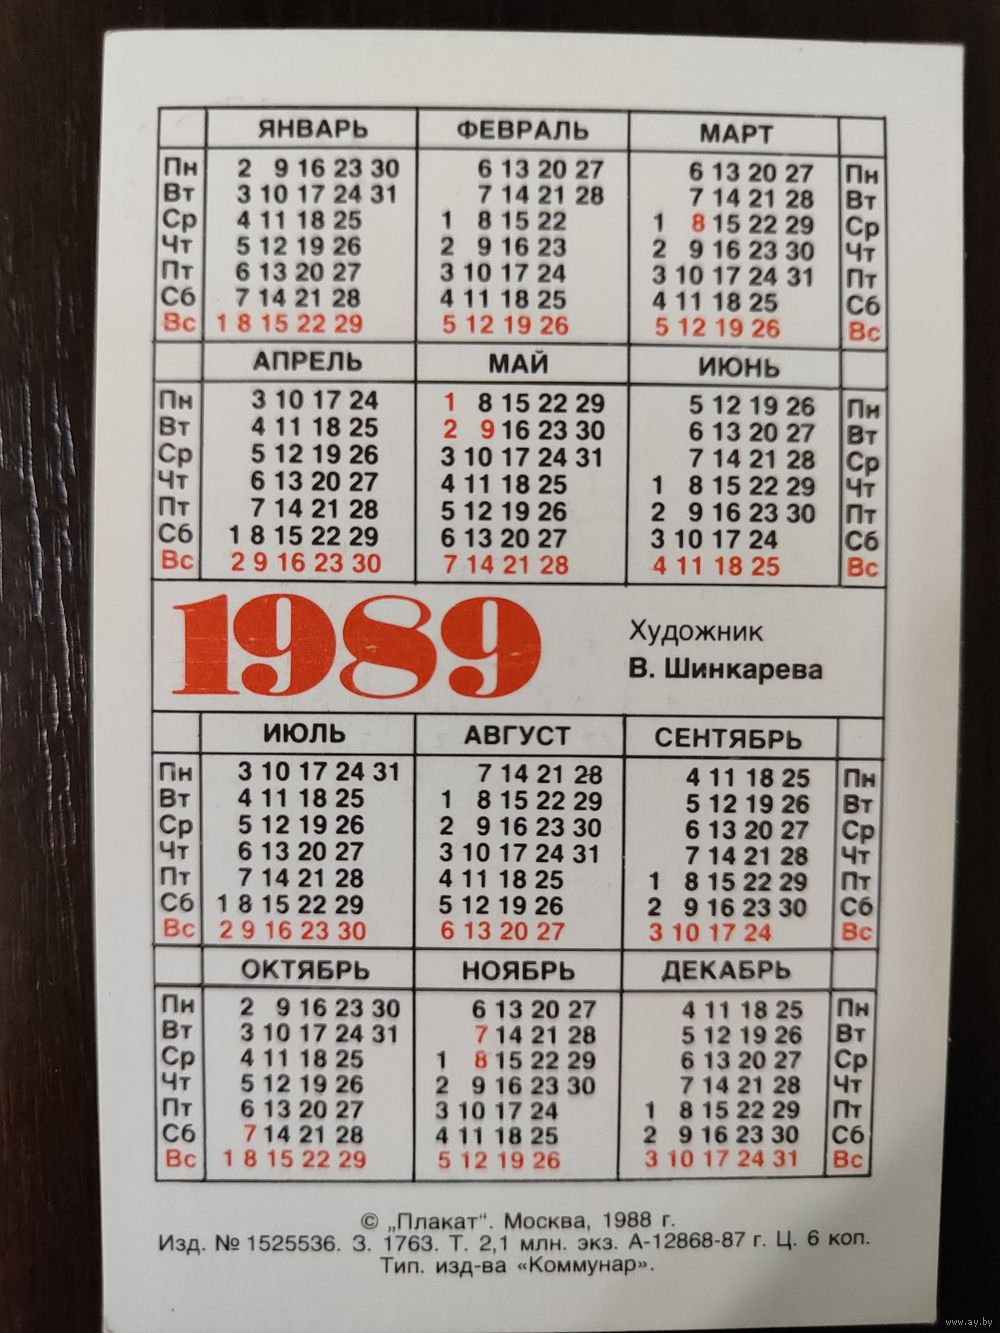 ЯНВАРЬ ФЕВРАЛЬ МАРТ
Пн 2 9 16 23 30 6 13 20 27 6 13 20 27 Пн
Вт 3 10 17 24 31 7 14 21 28 7 14 21 28 Вт
Ср 4 11 18 25 1 8 15 22 1 8 15 22 29 Ср
Чт 5 12 19 26 2 9 16 23 2 9 16 23 30 Чт
Пт 6 13 20 27 3 10 17 24 3 10 17 24 31 Пт
Сб 7 14 21 28 4 11 18 25 4 11 18 25 Сб
Вс 1 8 15 22 29 5 12 19 26 5 12 19 26 Вс
АПРЕЛЬ МАЙ ИЮНЬ
Пн 3 10 17 24 1 8 15 22 29 5 12 19 26 Пн
Вт 4 11 18 25 2 9 16 23 30 6 13 20 27 Вт
Ср 5 12 19 26 3 10 17 24 31 7 14 21 28 Ср
Чт 6 13 20 27 4 11 18 25 1 8 15 22 29 Чт
Пт 7 14 21 28 5 12 19 26 2 9 16 23 30 Пт
Сб 1 8 15 22 29 6 13 20 27 3 10 17 24 Сб
Вс 2 9 16 23 30 7 14 21 28 4 11 18 25 Вс
1989
Художник
В. Шинкарева
ИЮЛЬ АВГУСТ СЕНТЯБРЬ
Пн 3 10 17 24 31 7 14 21 28 4 11 18 25 Пн
Вт 4 11 18 25 1 8 15 22 29 5 12 19 26 Вт
Ср 5 12 19 26 2 9 16 23 30 6 13 20 27 Ср
Чт 6 13 20 27 3 10 17 24 31 7 14 21 28 Чт
Пт 7 14 21 28 4 11 18 25 1 8 15 22 29 Пт
Сб 1 8 15 22 29 5 12 19 26 2 9 16 23 30 Сб
Вс 2 9 16 23 30 6 13 20 27 3 10 17 24 Вс
ОКТЯБРЬ НОЯБРЬ ДЕКАБРЬ
Пн 2 9 16 23 30 6 13 20 27 4 11 18 25 Пн
Вт 3 10 17 24 31 7 14 21 28 5 12 19 26 Вт
Ср 4 11 18 25 1 8 15 22 29 6 13 20 27 Ср
Чт 5 12 19 26 2 9 16 23 30 7 14 21 28 Чт
Пт 6 13 20 27 3 10 17 24 1 8 15 22 29 Пт
Сб 7 14 21 28 4 11 18 25 2 9 16 23 30 Сб
Вс 1 8 15 22 29 5 12 19 26 3 10 17 24 31 Вс
© „Плакат“. Москва, 1988 г.
Изд. № 1525536. З. 1763. Т. 2,1 млн. экз. А-12868-87 г. Ц. 6 коп.
Тип. изд-ва «Коммунар».
www.ay.by